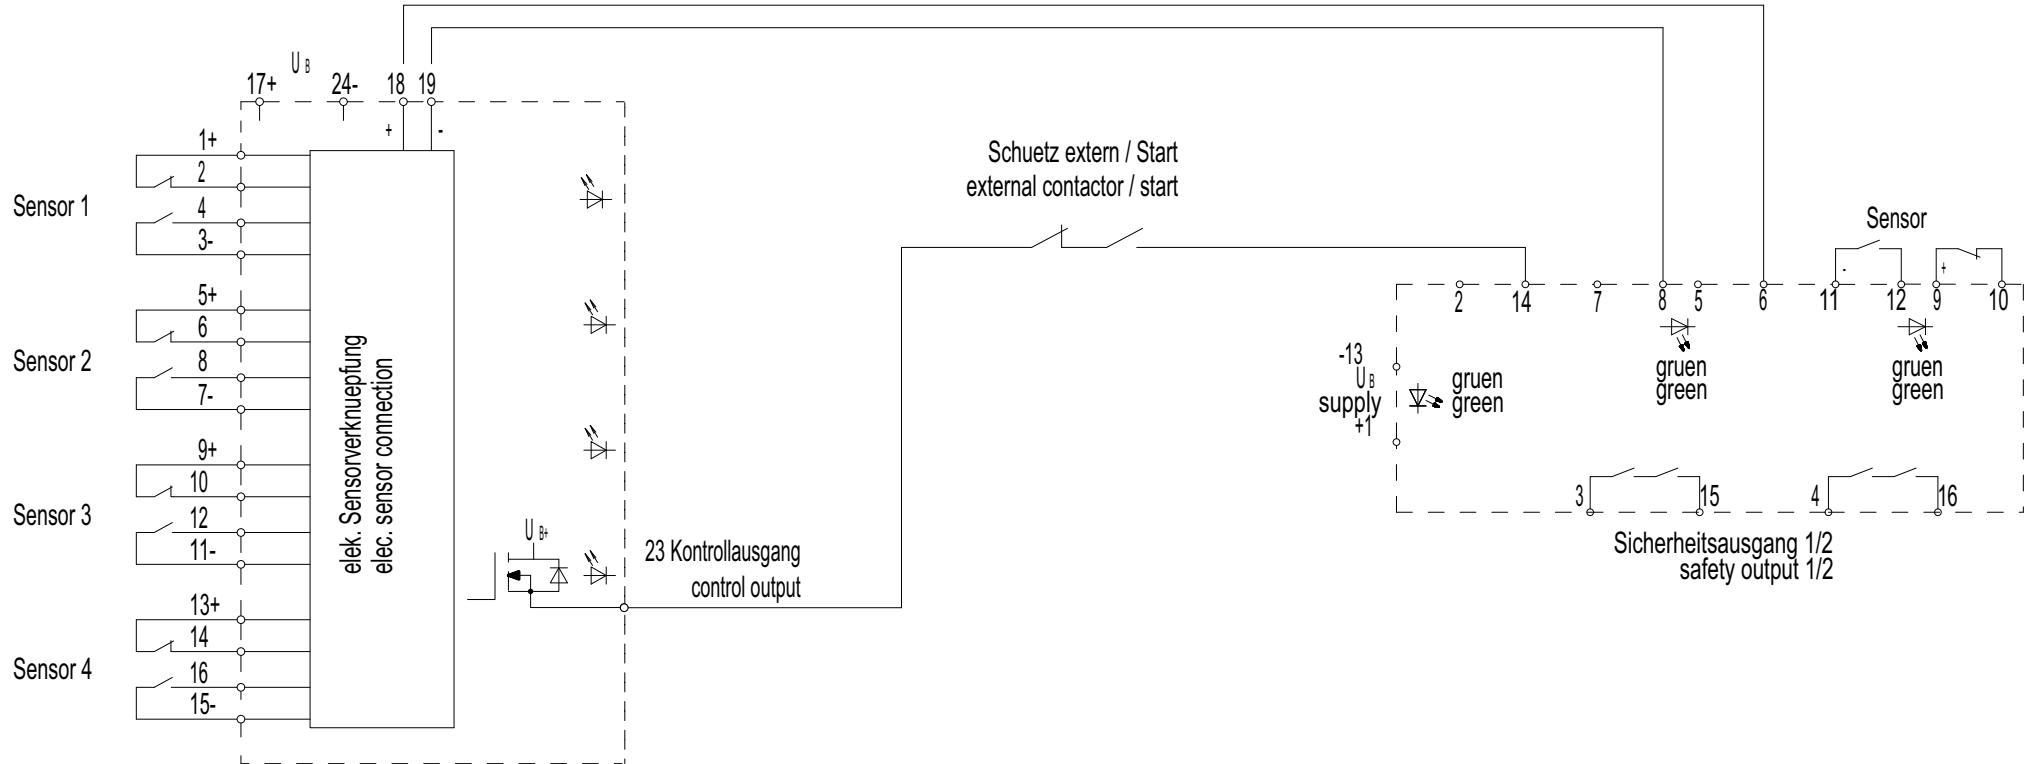 U B
17+ 24- 18 19
+ -
1+
2
Sensor 1
4
3-
5+
6
Sensor 2
8
7-
9+
10
Sensor 3
12
11-
13+
14
Sensor 4
16
15-
elek. Sensorverknuepfung
elec. sensor connection
U B+
23 Kontrollausgang
control output
Schuetz extern / Start
external contactor / start
Sensor
- +
2 14 7 8 5 6 11 12 9 10
-13
U B
supply
+1
gruen
green
gruen
green
gruen
green
3 15 4 16
Sicherheitsausgang 1/2
safety output 1/2